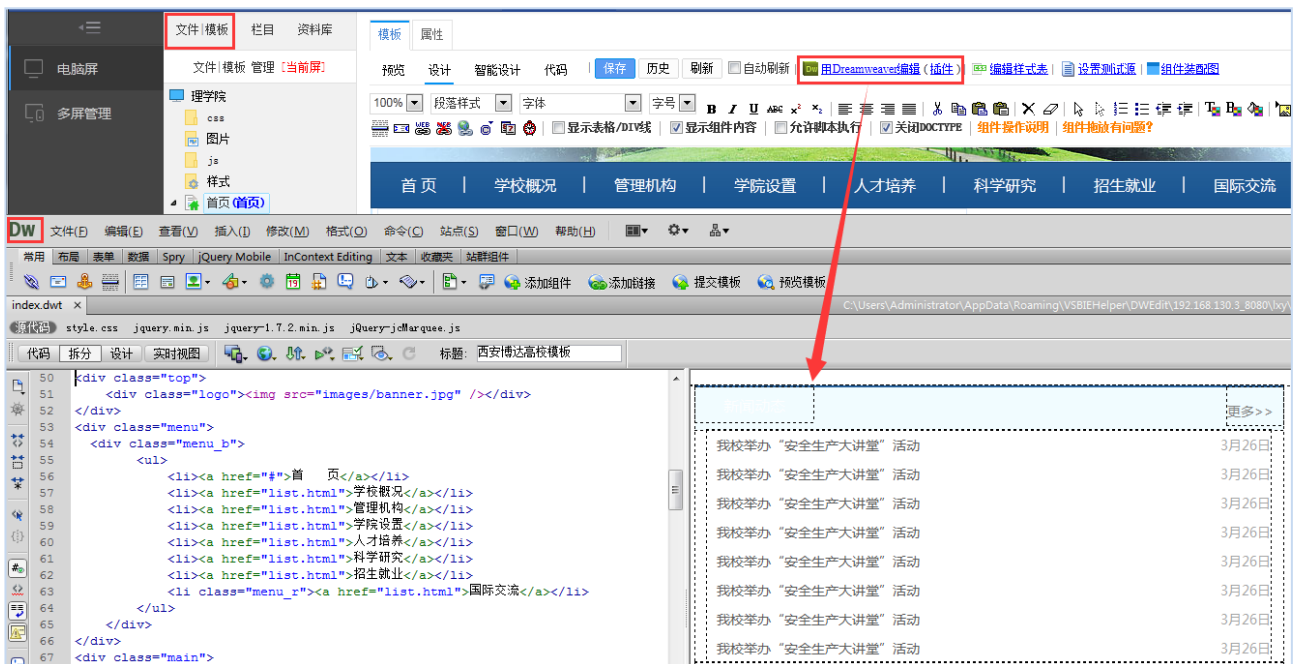 文件|模板 栏目 资料库 模板 属性
电脑屏 文件|模板 管理 [当前屏] 预览 设计 智能设计 代码 保存 历史 刷新 自动刷新 Dw 用Dreamweaver编辑(插件) 编辑样式表 设置测试源 组件装配图
多屏管理 理学院 100% 段落样式 字体 字号 B I U ABC x² x₂
css 显示表格/DIV线 显示组件内容 允许脚本执行 关闭DOCTYPE 组件操作说明 组件拖放有问题?
图片
js
样式 首页 学校概况 管理机构 学院设置 人才培养 科学研究 招生就业 国际交流
首页(首页)
DW 文件(F) 编辑(E) 查看(V) 插入(I) 修改(M) 格式(O) 命令(C) 站点(S) 窗口(W) 帮助(H)
常用 布局 表单 数据 Spry jQuery Mobile InContext Editing 文本 收藏夹 站群组件
添加组件 添加链接 提交模板 预览模板
index.dwt × C:\Users\Administrator\AppData\Roaming\VSBIEHelper\DWEdit\192.168.130.3_8080\lxy\
源代码 style.css jquery.min.js jquery-1.7.2.min.js jQuery-jcMarquee.js
代码 拆分 设计 实时视图 标题: 西安博达高校模板
50 <div class="top">
51 <div class="logo"><img src="images/banner.jpg" /></div>
52 </div>
53 <div class="menu">
54 <div class="menu_b">
55 <ul>
56 <li><a href="#">首 页</a></li>
57 <li><a href="list.html">学校概况</a></li>
58 <li><a href="list.html">管理机构</a></li>
59 <li><a href="list.html">学院设置</a></li>
60 <li><a href="list.html">人才培养</a></li>
61 <li><a href="list.html">科学研究</a></li>
62 <li><a href="list.html">招生就业</a></li>
63 <li class="menu_r"><a href="list.html">国际交流</a></li>
64 </ul>
65 </div>
66 </div>
67 <div class="main">
更多>>
我校举办“安全生产大讲堂”活动 3月26日
我校举办“安全生产大讲堂”活动 3月26日
我校举办“安全生产大讲堂”活动 3月26日
我校举办“安全生产大讲堂”活动 3月26日
我校举办“安全生产大讲堂”活动 3月26日
我校举办“安全生产大讲堂”活动 3月26日
我校举办“安全生产大讲堂”活动 3月26日
我校举办“安全生产大讲堂”活动 3月26日